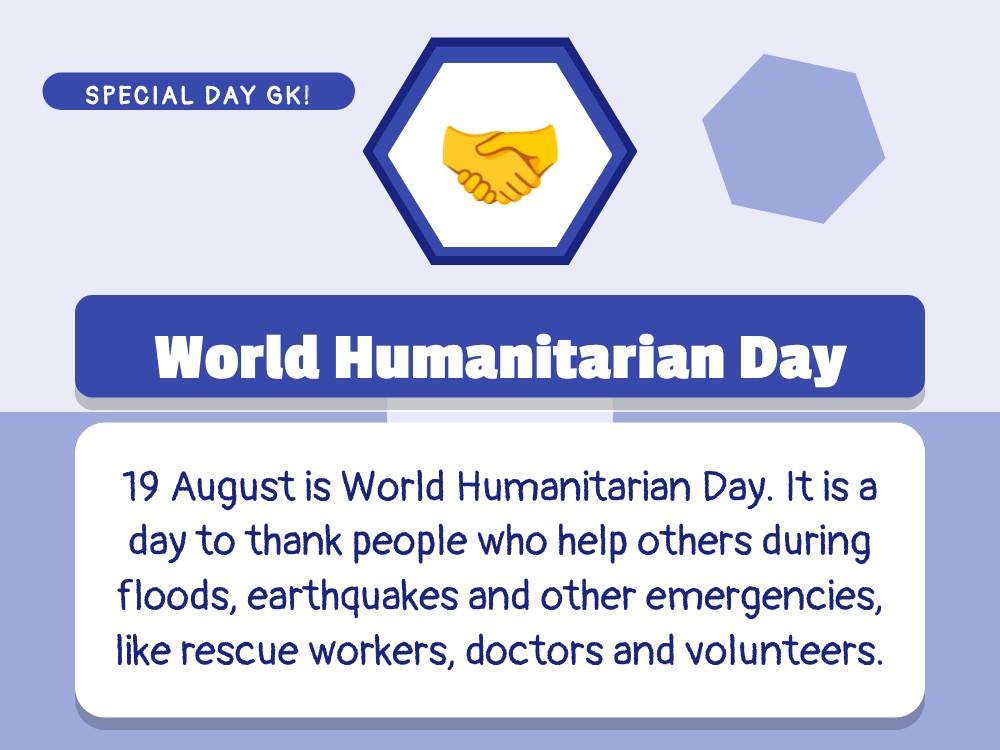 SPECIAL DAY GK!
World Humanitarian Day
19 August is World Humanitarian Day. It is a
day to thank people who help others during
floods, earthquakes and other emergencies,
like rescue workers, doctors and volunteers.